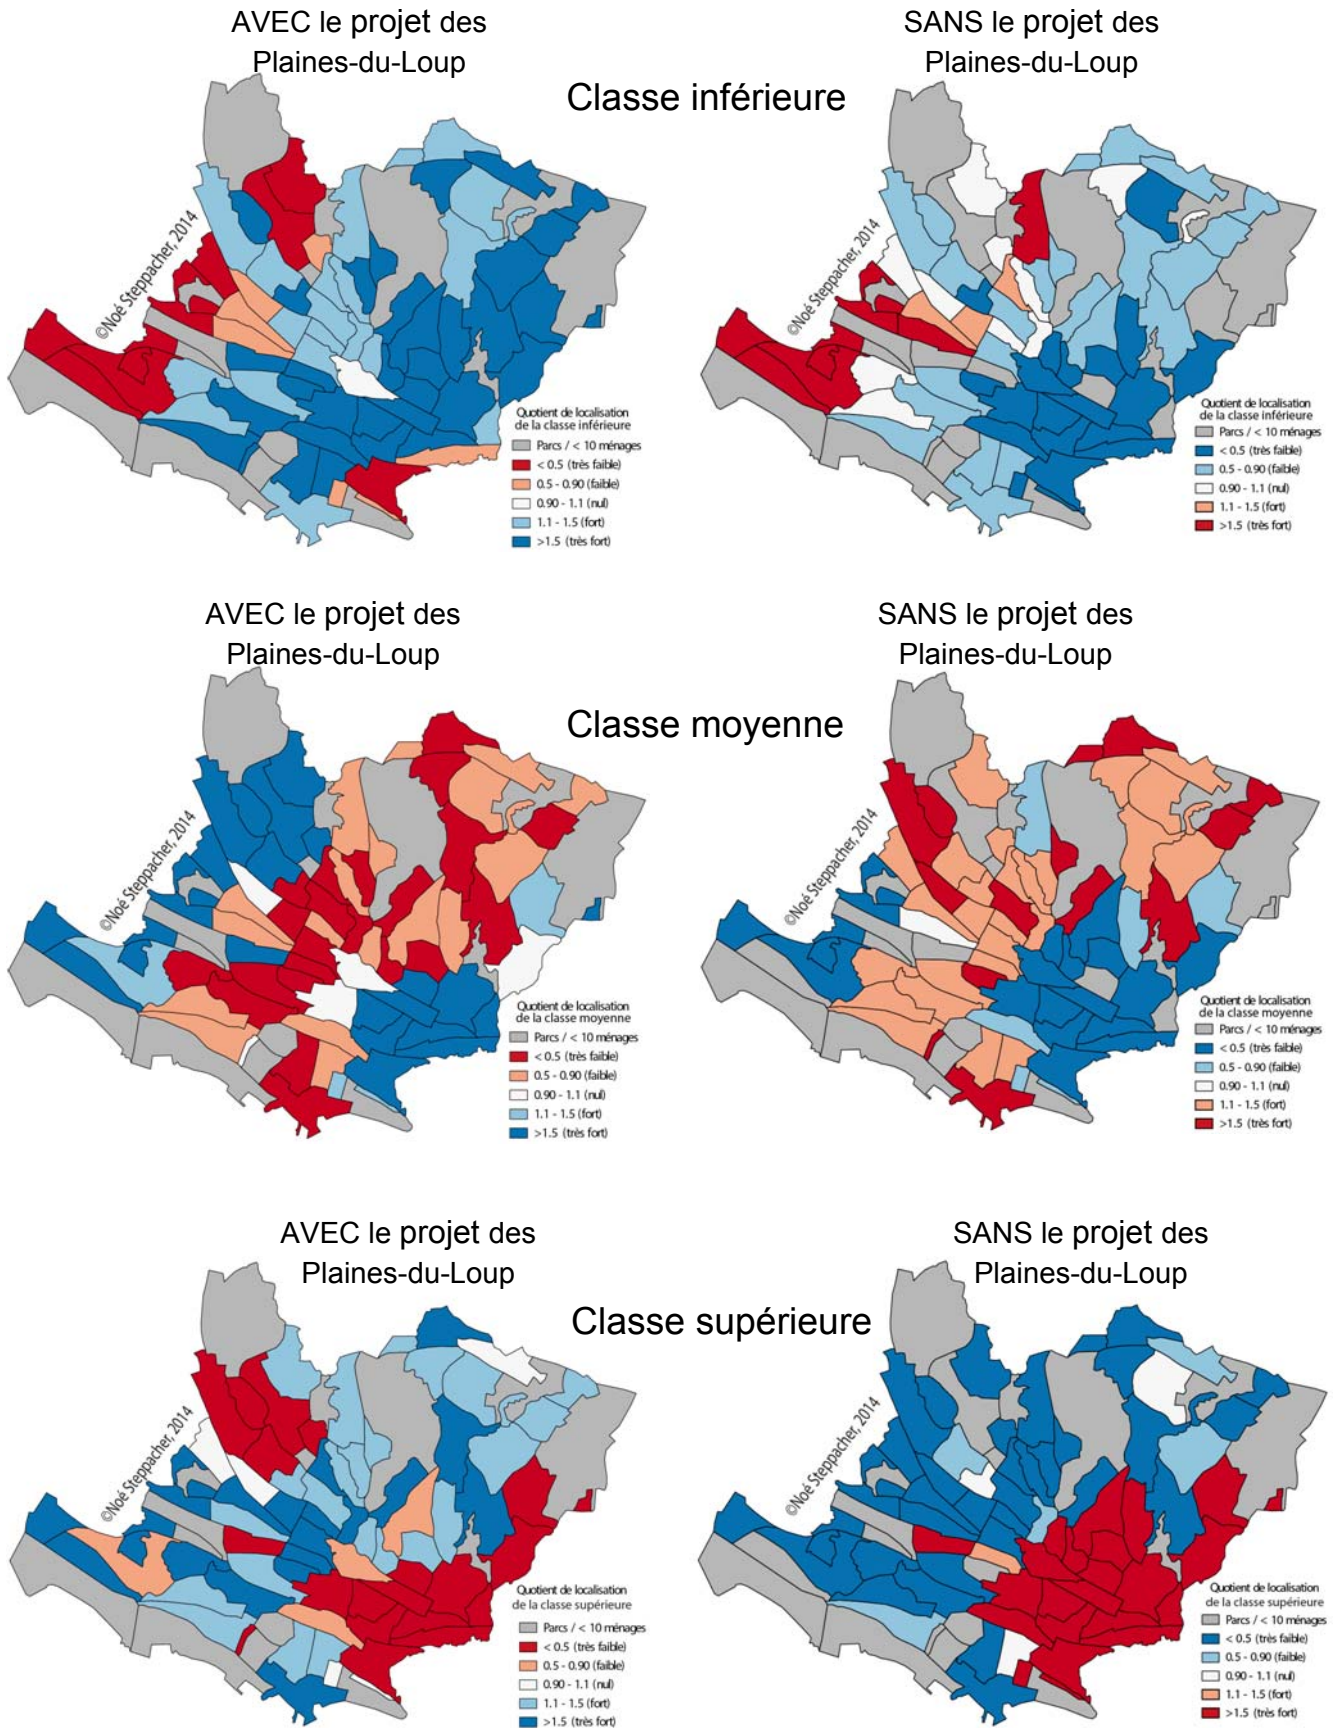 AVEC le projet des
Plaines-du-Loup
SANS le projet des
Plaines-du-Loup
Classe inférieure
©Noé Steppacher, 2014
Quotient de localisation
de la classe inférieure
Parcs / < 10 ménages
< 0.5 (très faible)
0.5 - 0.90 (faible)
0.90 - 1.1 (nul)
1.1 - 1.5 (fort)
>1.5 (très fort)
©Noé Steppacher, 2014
Quotient de localisation
de la classe inférieure
Parcs / < 10 ménages
< 0.5 (très faible)
0.5 - 0.90 (faible)
0.90 - 1.1 (nul)
1.1 - 1.5 (fort)
>1.5 (très fort)
AVEC le projet des
Plaines-du-Loup
SANS le projet des
Plaines-du-Loup
Classe moyenne
©Noé Steppacher, 2014
Quotient de localisation
de la classe moyenne
Parcs / < 10 ménages
< 0.5 (très faible)
0.5 - 0.90 (faible)
0.90 - 1.1 (nul)
1.1 - 1.5 (fort)
>1.5 (très fort)
©Noé Steppacher, 2014
Quotient de localisation
de la classe moyenne
Parcs / < 10 ménages
< 0.5 (très faible)
0.5 - 0.90 (faible)
0.90 - 1.1 (nul)
1.1 - 1.5 (fort)
>1.5 (très fort)
AVEC le projet des
Plaines-du-Loup
SANS le projet des
Plaines-du-Loup
Classe supérieure
©Noé Steppacher, 2014
Quotient de localisation
de la classe supérieure
Parcs / < 10 ménages
< 0.5 (très faible)
0.5 - 0.90 (faible)
0.90 - 1.1 (nul)
1.1 - 1.5 (fort)
>1.5 (très fort)
©Noé Steppacher, 2014
Quotient de localisation
de la classe supérieure
Parcs / < 10 ménages
< 0.5 (très faible)
0.5 - 0.90 (faible)
0.90 - 1.1 (nul)
1.1 - 1.5 (fort)
>1.5 (très fort)